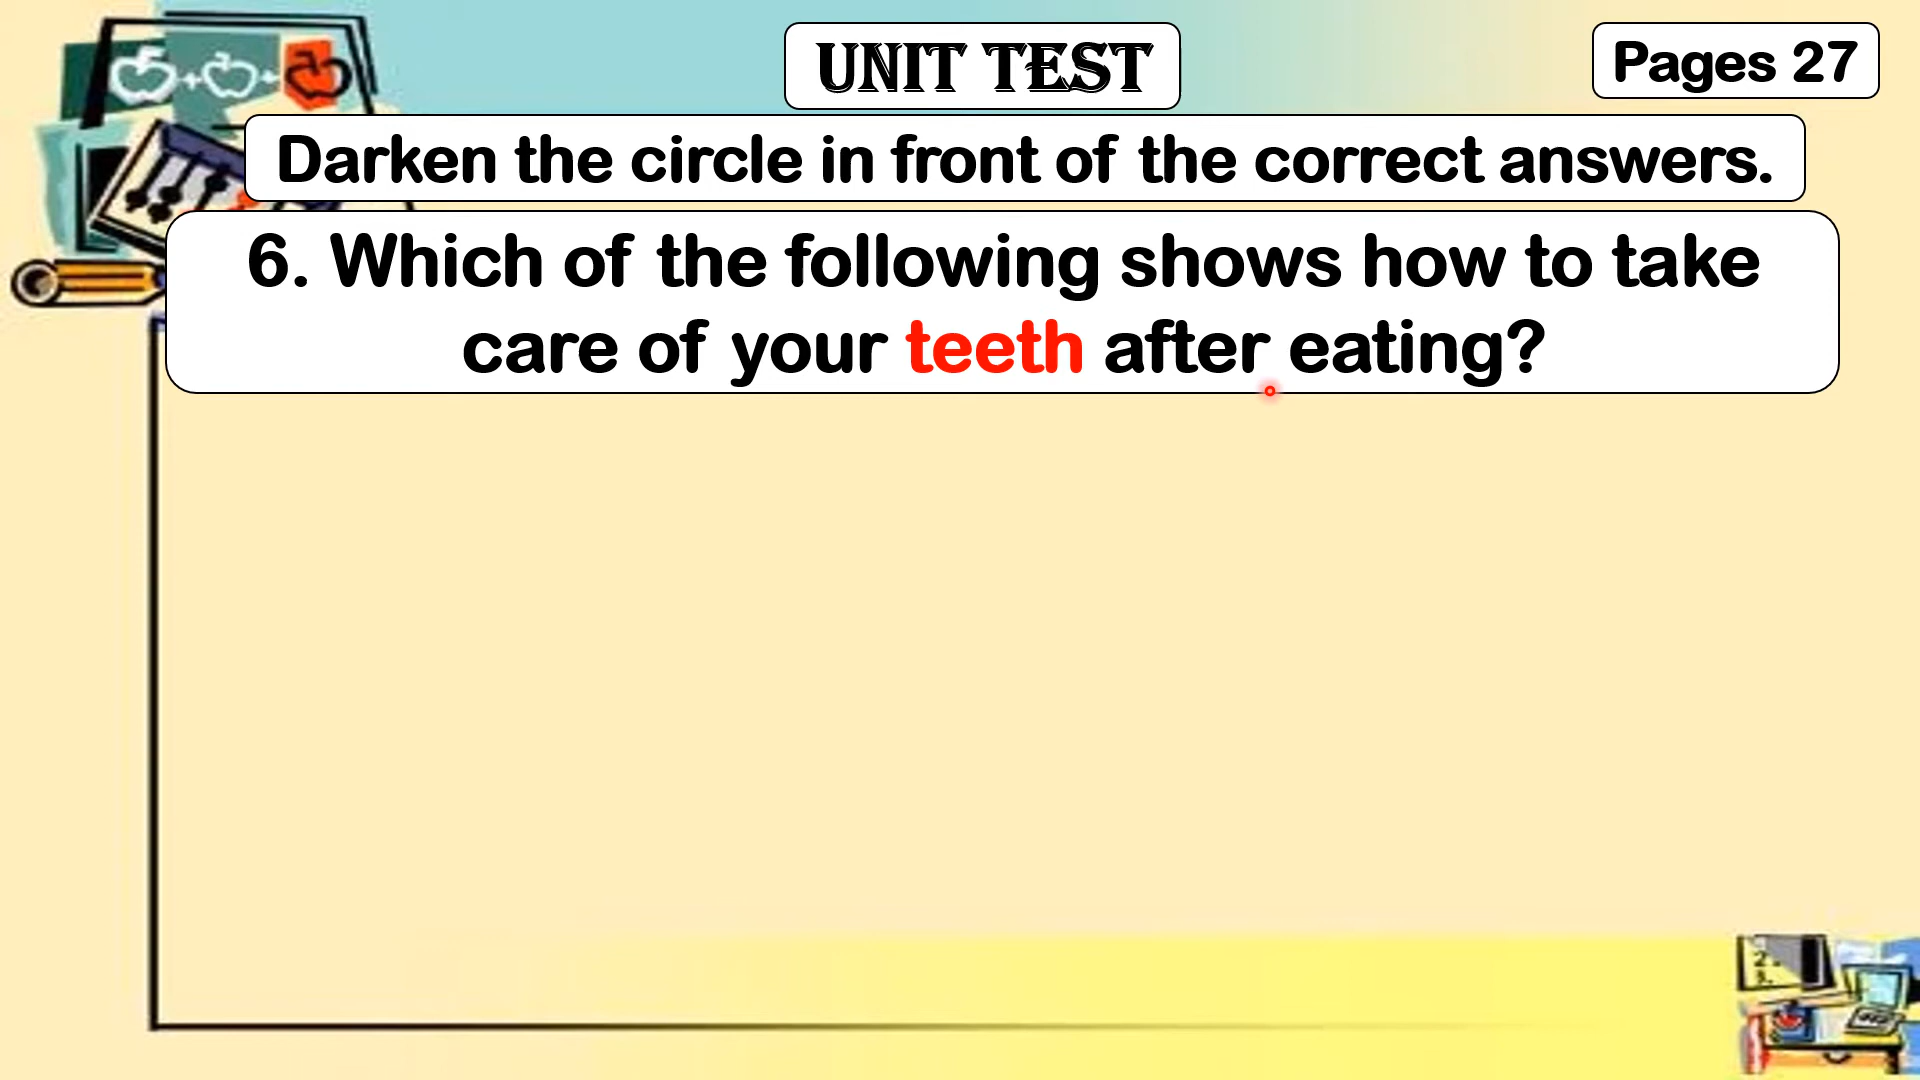 UNIT TEST
Pages 27
Darken the circle in front of the correct answers.
6. Which of the following shows how to take
care of your teeth after eating?